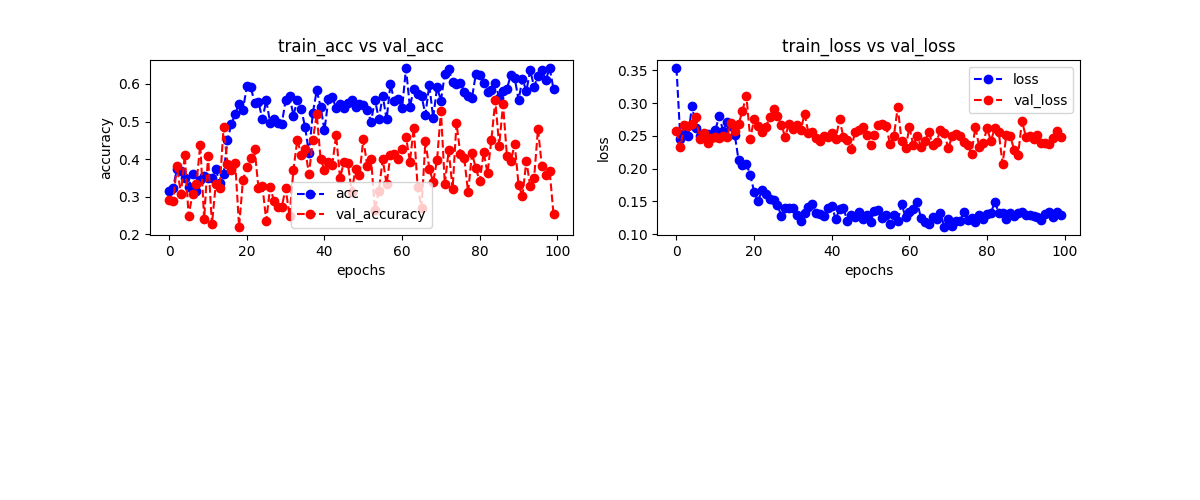 train_acc vs val_acc
accuracy
0.6
0.5
0.4
0.3
0.2
acc
val_accuracy
0 20 40 60 80 100
epochs
train_loss vs val_loss
loss
0.35
0.30
0.25
0.20
0.15
0.10
loss
val_loss
0 20 40 60 80 100
epochs